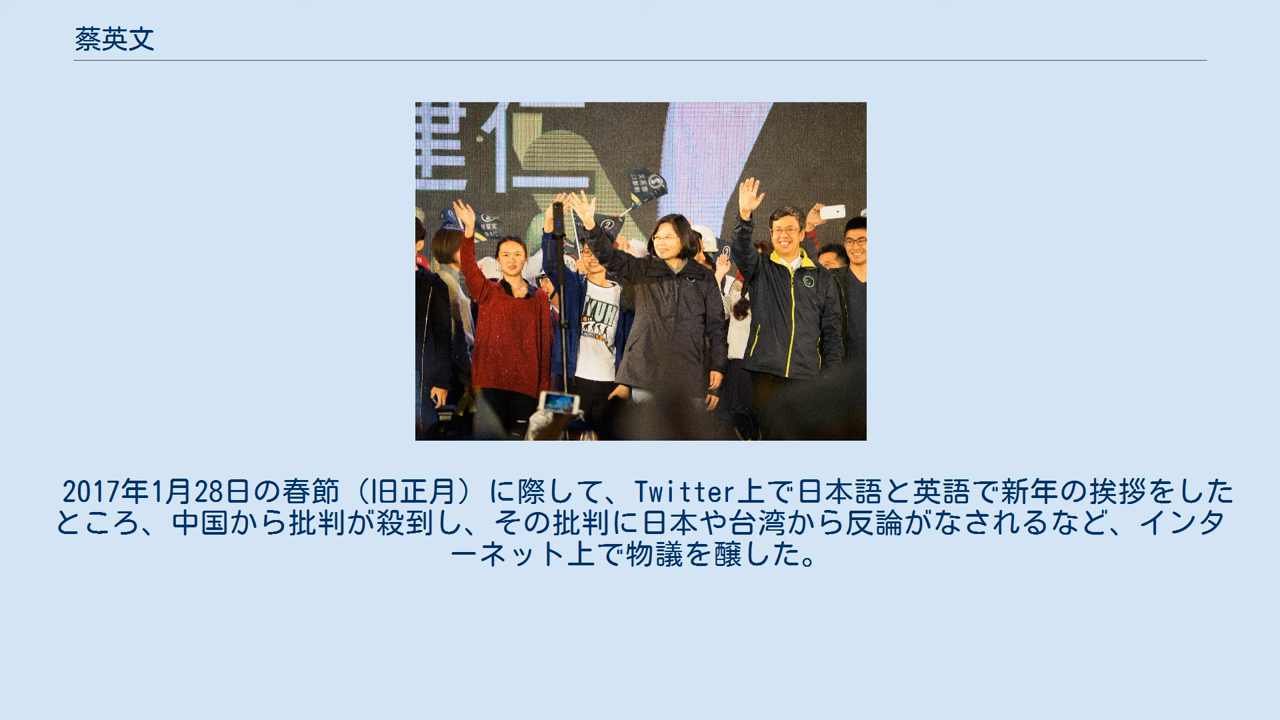 蔡英文
建仁
YUH
2017年1月28日の春節（旧正月）に際して、Twitter上で日本語と英語で新年の挨拶をした
ところ、中国から批判が殺到し、その批判に日本や台湾から反論がなされるなど、インタ
ーネット上で物議を醸した。